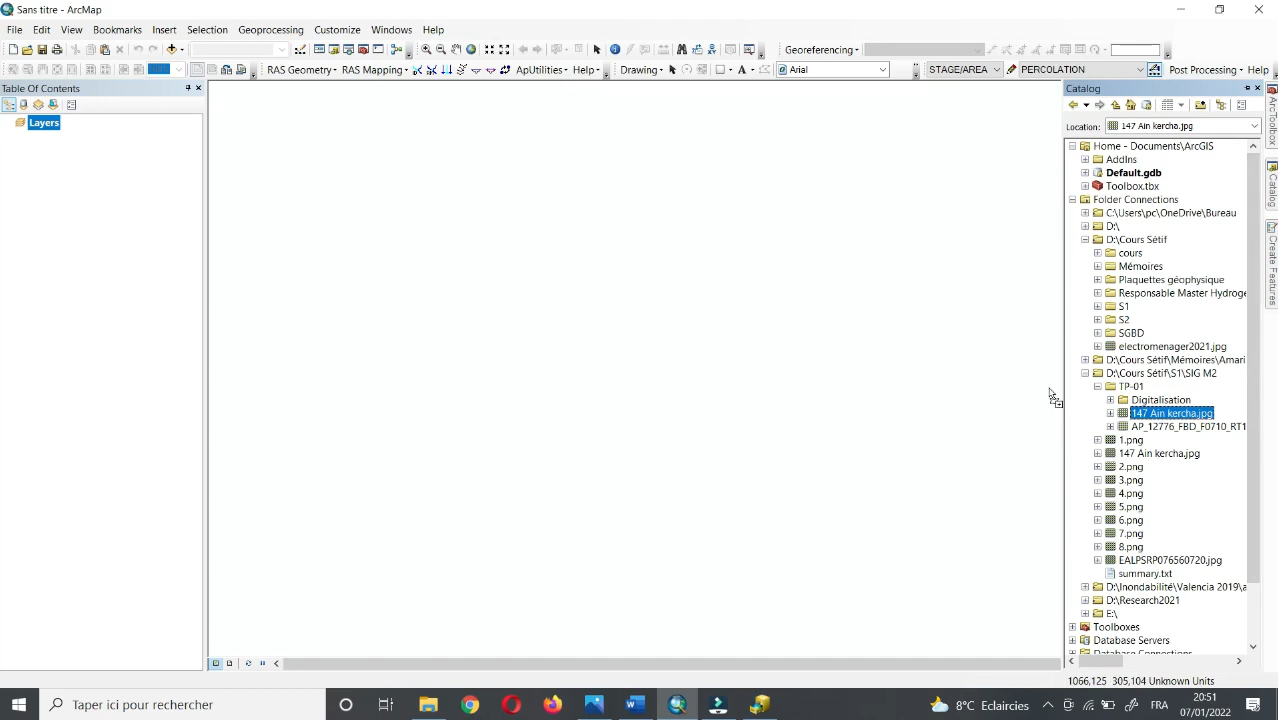 Sans titre - ArcMap
File Edit View Bookmarks Insert Selection Geoprocessing Customize Windows Help
Georeferencing
RAS Geometry RAS Mapping ApUtilities Help Drawing A Arial STAGE/AREA PERCOLATION Post Processing Help
Table Of Contents
Layers
Catalog
Location: 147 Ain kercha.jpg
Home - Documents\ArcGIS
AddIns
Default.gdb
Toolbox.tbx
Folder Connections
C:\Users\pc\OneDrive\Bureau
D:\
D:\Cours Sétif
cours
Mémoires
Plaquettes géophysique
Responsable Master Hydroge
S1
S2
SGBD
electromenager2021.jpg
D:\Cours Sétif\Mémoires\Amari
D:\Cours Sétif\S1\SIG M2
TP-01
Digitalisation
147 Ain kercha.jpg
AP_12776_FBD_F0710_RT1
1.png
147 Ain kercha.jpg
2.png
3.png
4.png
5.png
6.png
7.png
8.png
EALPSRP076560720.jpg
summary.txt
D:\Inondabilité\Valencia 2019\a
D:\Research2021
E:\
Toolboxes
Database Servers
Database Connections
ArcToolbox
Catalog
Create Features
1066,125 305,104 Unknown Units
Taper ici pour rechercher
8°C Eclaircies
FRA
20:51
07/01/2022